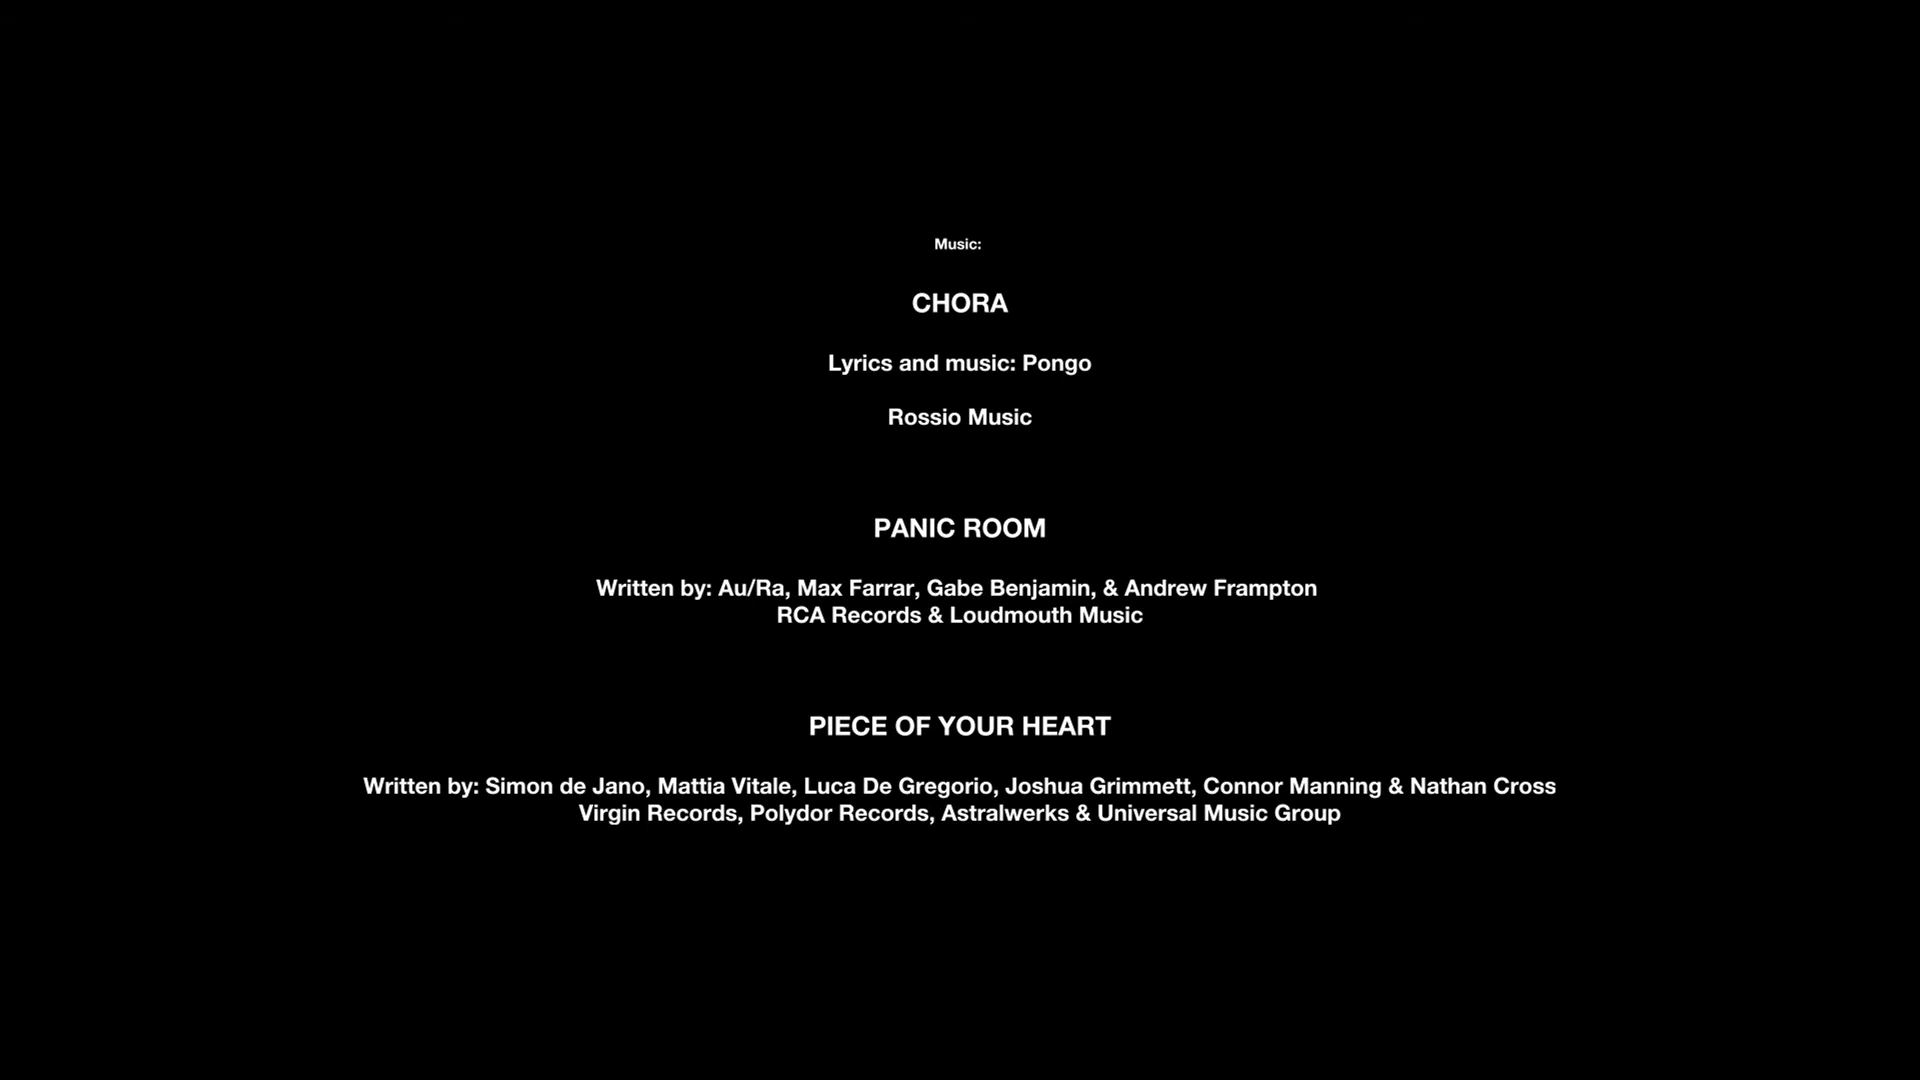 Music:
CHORA
Lyrics and music: Pongo
Rossio Music
PANIC ROOM
Written by: Au/Ra, Max Farrar, Gabe Benjamin, & Andrew Frampton
RCA Records & Loudmouth Music
PIECE OF YOUR HEART
Written by: Simon de Jano, Mattia Vitale, Luca De Gregorio, Joshua Grimmett, Connor Manning & Nathan Cross
Virgin Records, Polydor Records, Astralwerks & Universal Music Group